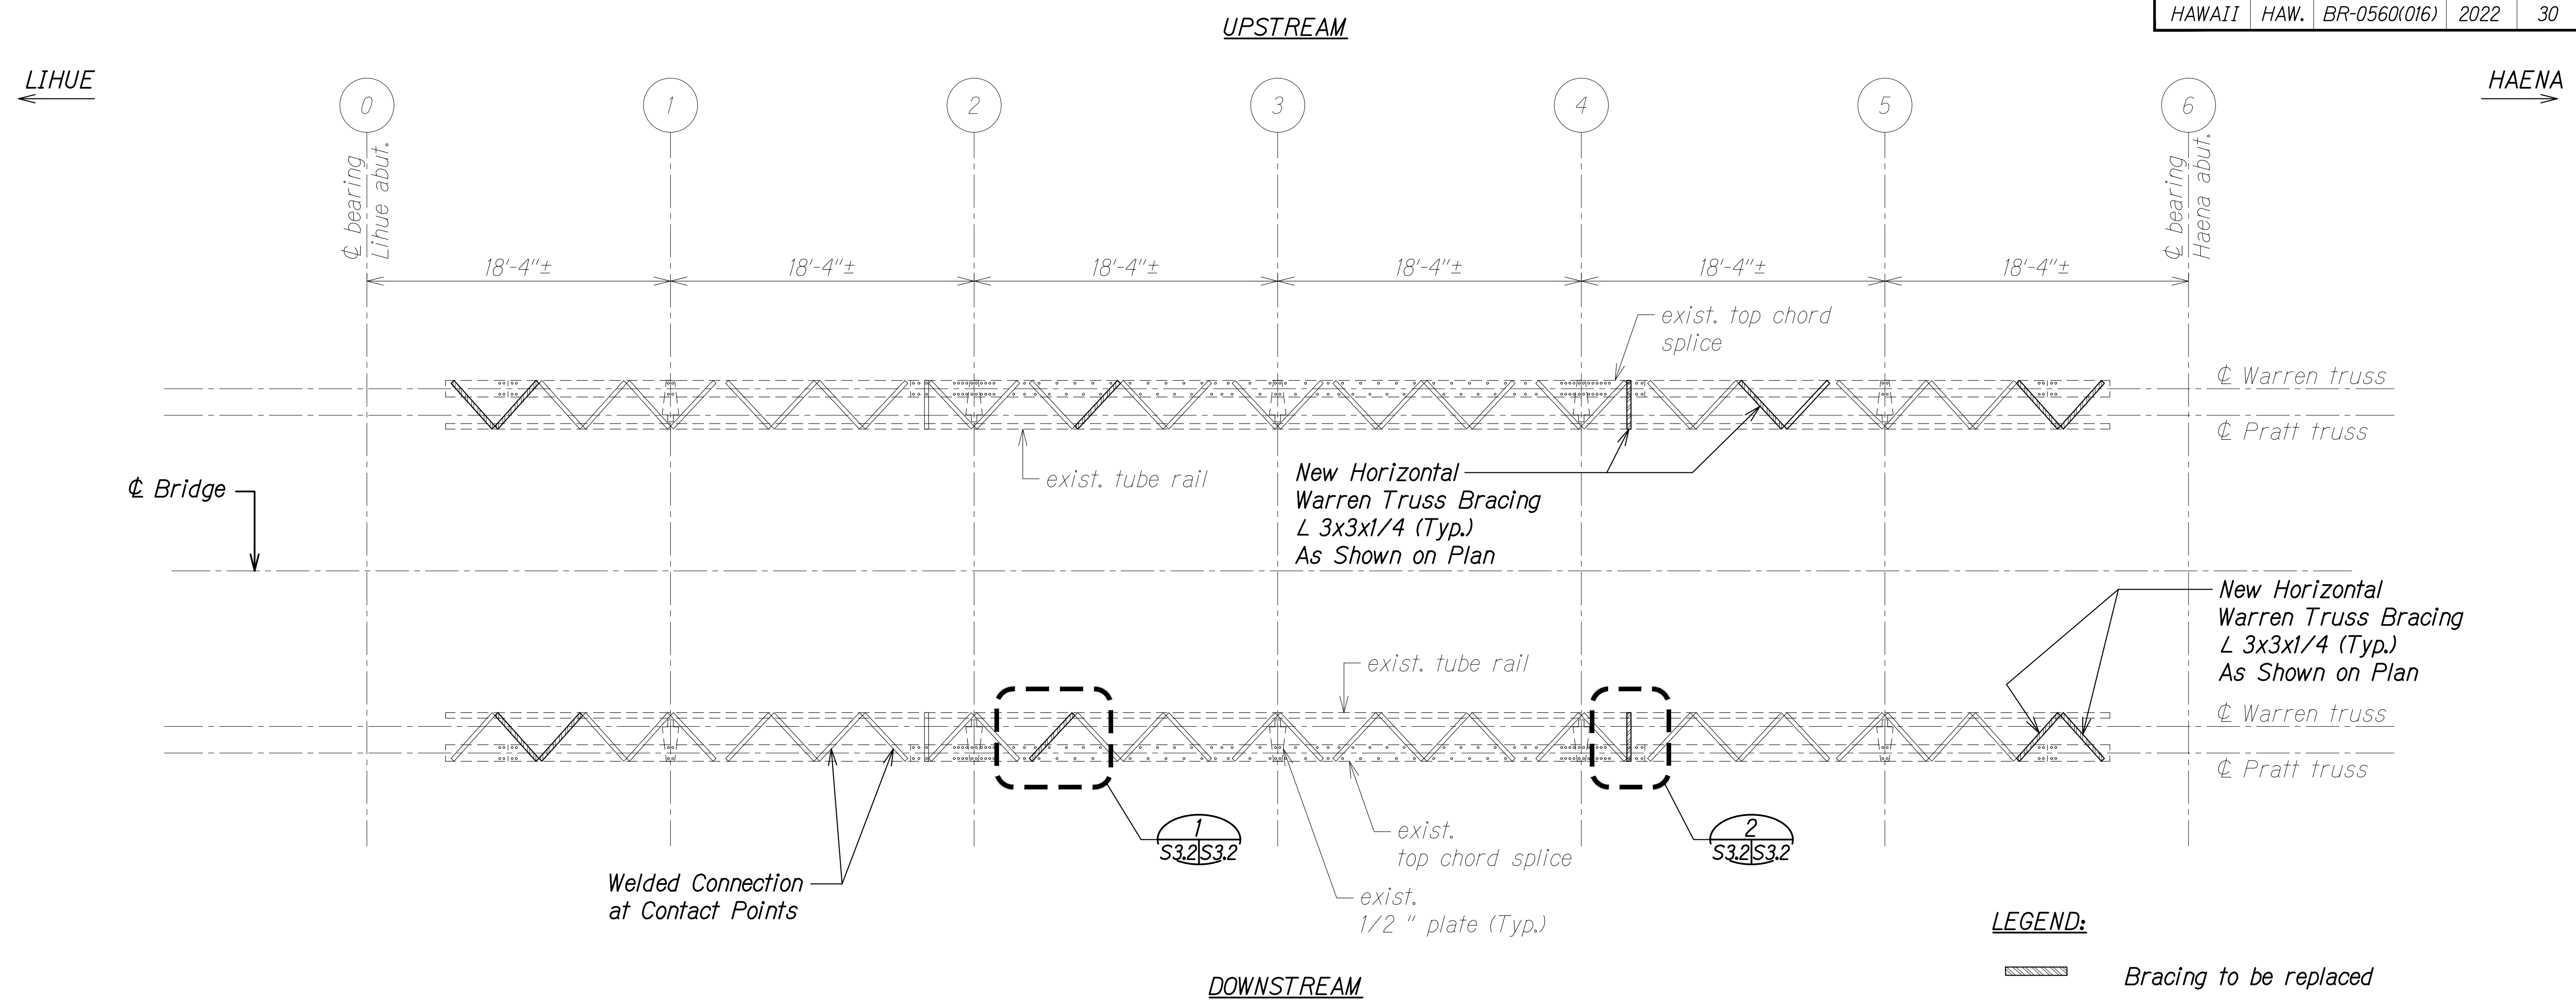 HAWAII HAW. BR-0560(016) 2022 30
UPSTREAM
LIHUE
HAENA
0 1 2 3 4 5 6
℄ bearing
Lihue abut.
℄ bearing
Haena abut.
18'-4"± 18'-4"± 18'-4"± 18'-4"± 18'-4"± 18'-4"±
exist. top chord
splice
℄ Warren truss
℄ Pratt truss
exist. tube rail
New Horizontal
Warren Truss Bracing
L 3x3x1/4 (Typ.)
As Shown on Plan
℄ Bridge
New Horizontal
Warren Truss Bracing
L 3x3x1/4 (Typ.)
As Shown on Plan
exist. tube rail
℄ Warren truss
℄ Pratt truss
1
S3.2 S3.2
2
S3.2 S3.2
exist.
top chord splice
Welded Connection
at Contact Points
exist.
1/2 " plate (Typ.)
LEGEND:
Bracing to be replaced
DOWNSTREAM